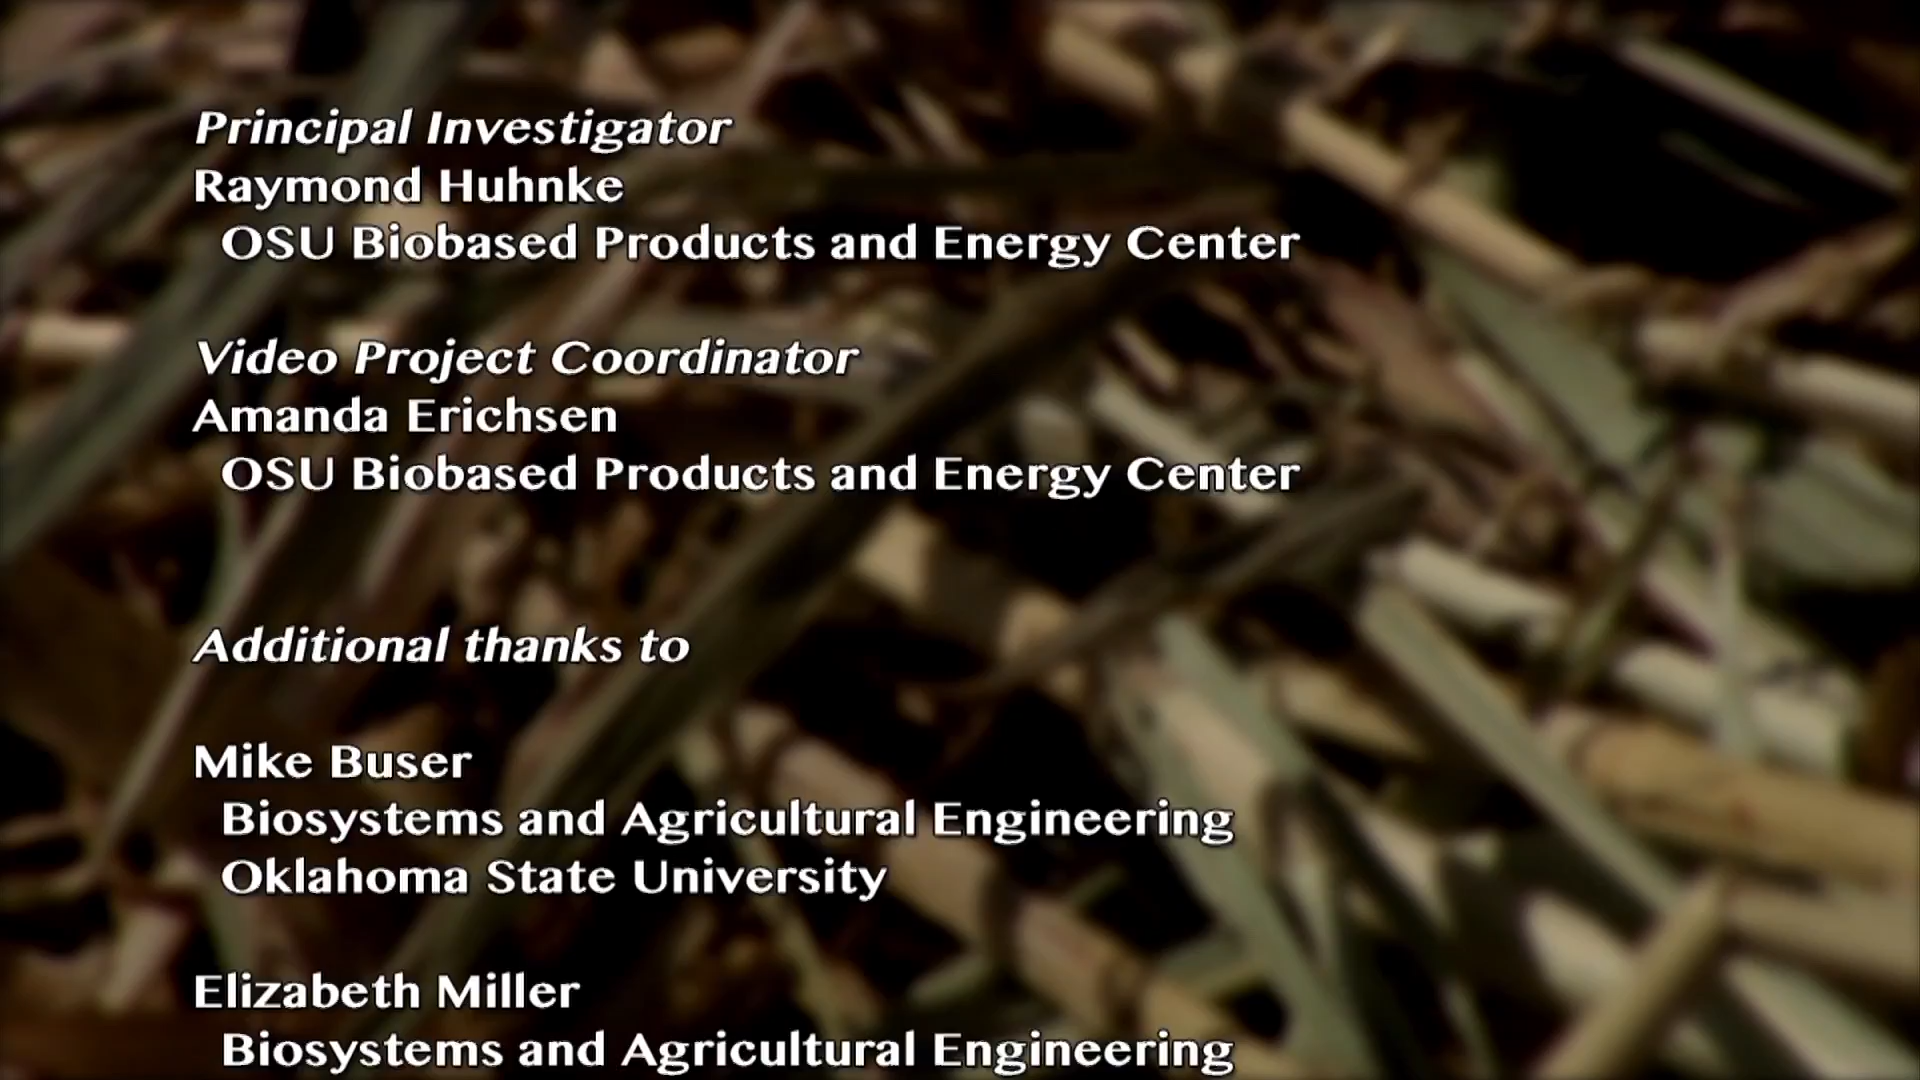 Principal Investigator
Raymond Huhnke
OSU Biobased Products and Energy Center
Video Project Coordinator
Amanda Erichsen
OSU Biobased Products and Energy Center
Additional thanks to
Mike Buser
Biosystems and Agricultural Engineering
Oklahoma State University
Elizabeth Miller
Biosystems and Agricultural Engineering